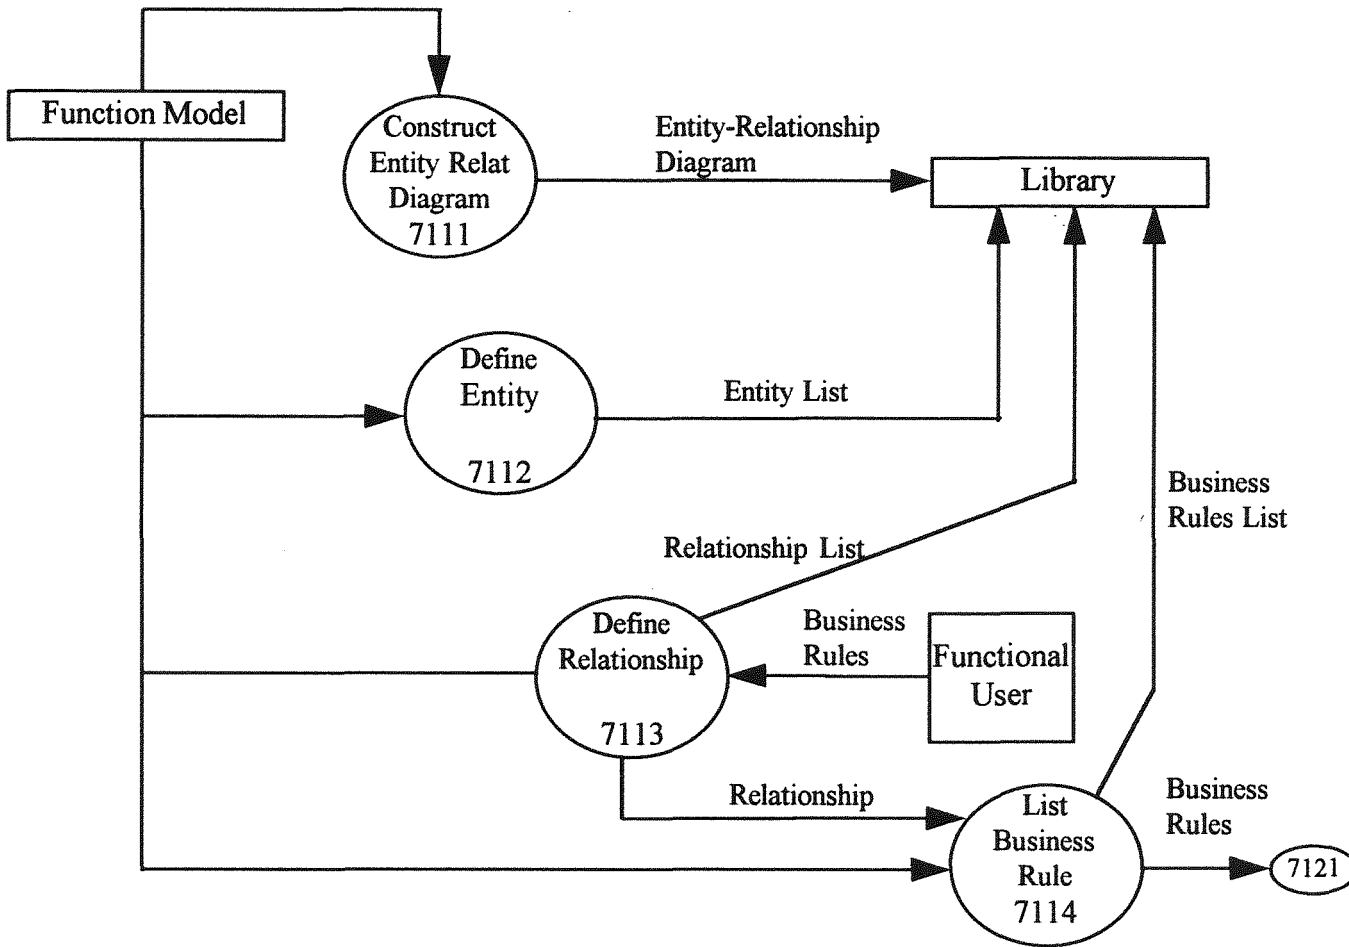 Function Model
Construct
Entity Relat
Diagram
7111
Entity-Relationship
Diagram
Library
Define
Entity
7112
Entity List
Business
Rules List
Relationship List
Define
Relationship
7113
Business
Rules
Functional
User
Relationship
List
Business
Rule
7114
Business
Rules
7121